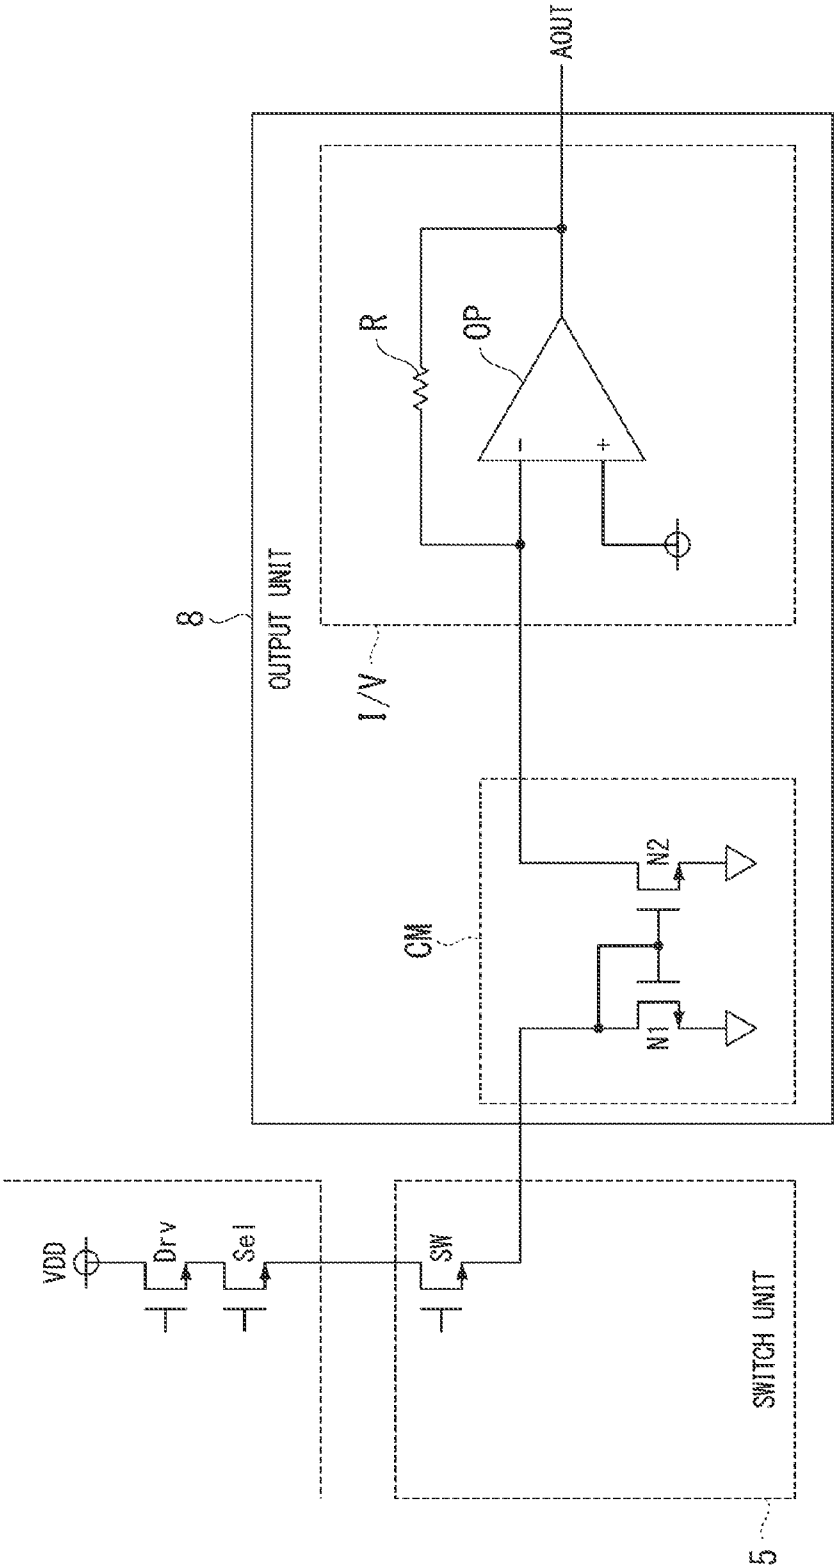 AOUT
R
OP
-
+
8
OUTPUT UNIT
I/V
CM
N2
N1
VDD
Drv
Sel
SW
SWITCH UNIT
5